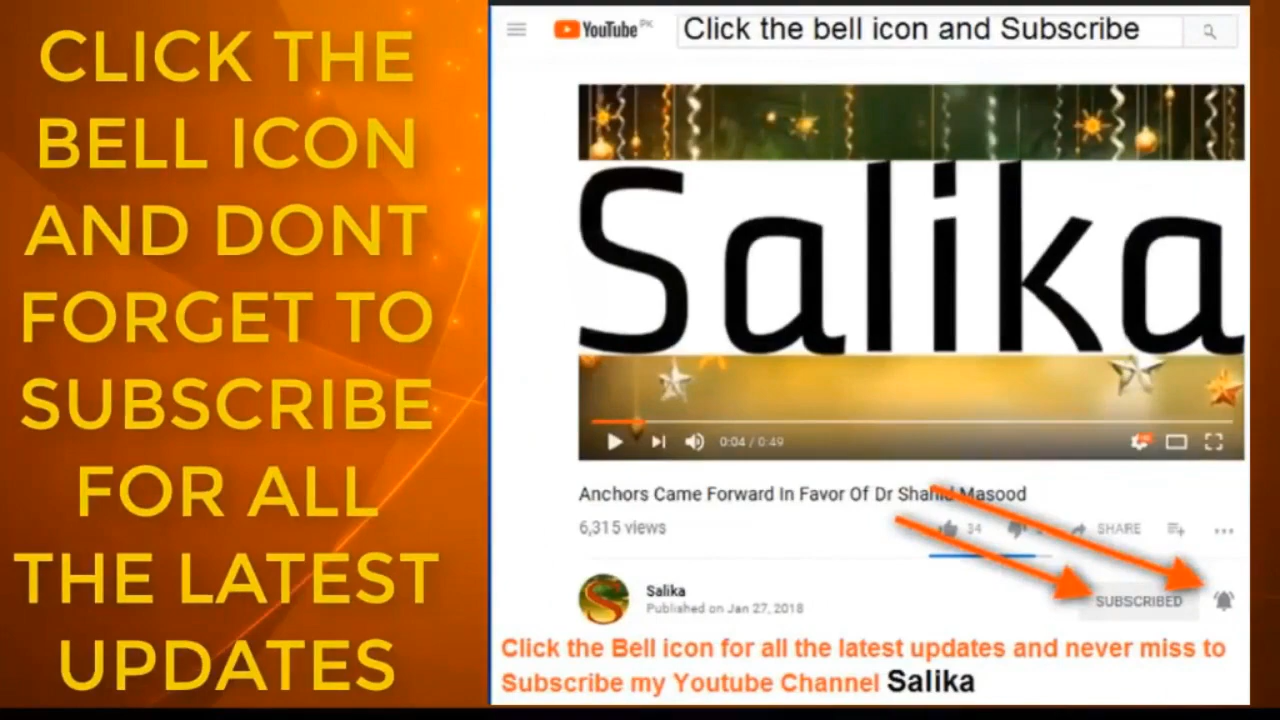 CLICK THE
BELL ICON
AND DONT
FORGET TO
SUBSCRIBE
FOR ALL
THE LATEST
UPDATES
YouTube PK
Click the bell icon and Subscribe
Salika
0:04 / 0:49
Anchors Came Forward In Favor Of Dr Shahid Masood
6,315 views
34
SHARE
Salika
SUBSCRIBED
Published on Jan 27, 2018
Click the Bell icon for all the latest updates and never miss to
Subscribe my Youtube Channel Salika